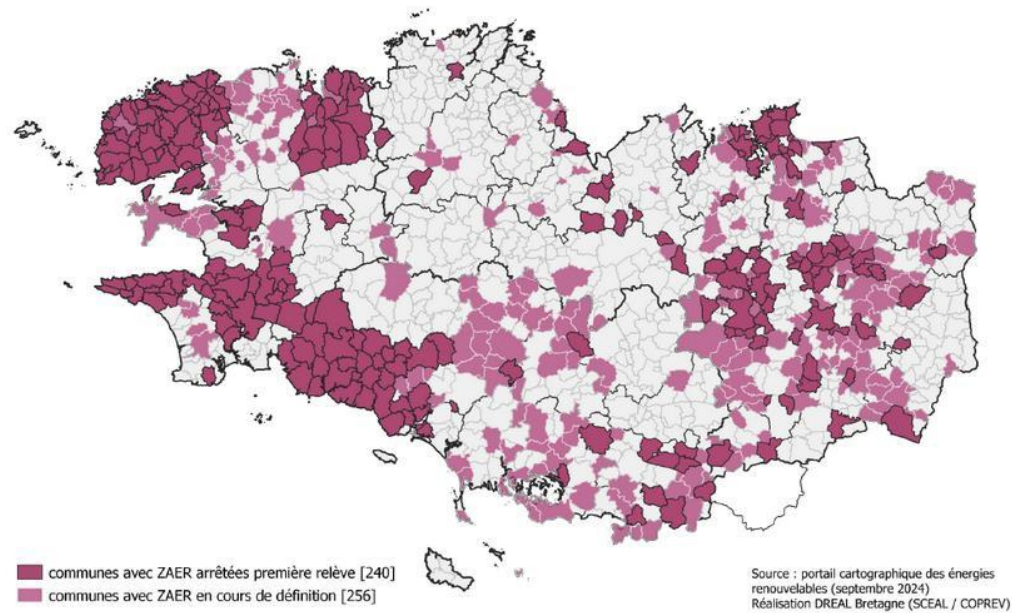 communes avec ZAER arrêtées première relève [240]
communes avec ZAER en cours de définition [256]
Source : portail cartographique des énergies
renouvelables (septembre 2024)
Réalisation DREAL Bretagne (SCEAL / COPREV)